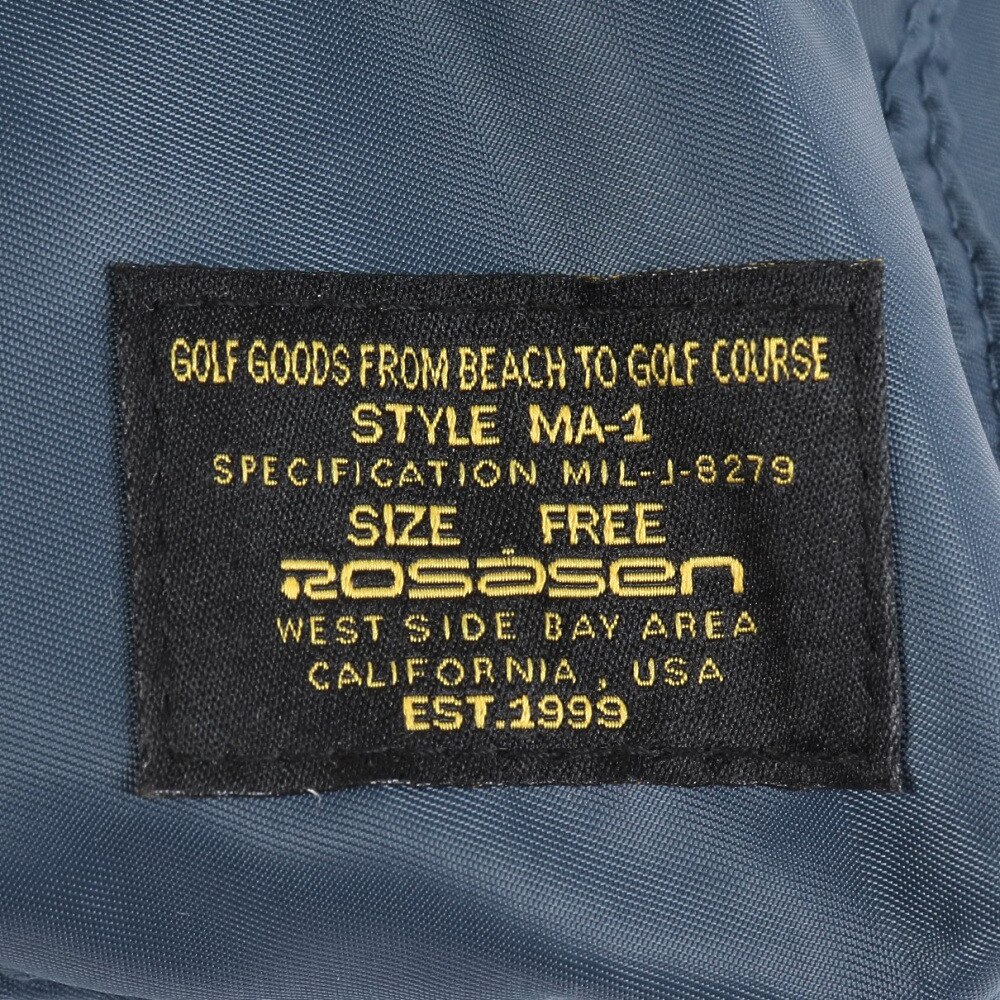 GOLF GOODS FROM BEACH TO GOLF COURSE
STYLE MA-1
SPECIFICATION MIL-J-8279
SIZE FREE
ROSÄSEN
WEST SIDE BAY AREA
CALIFORNIA , USA
EST.1999